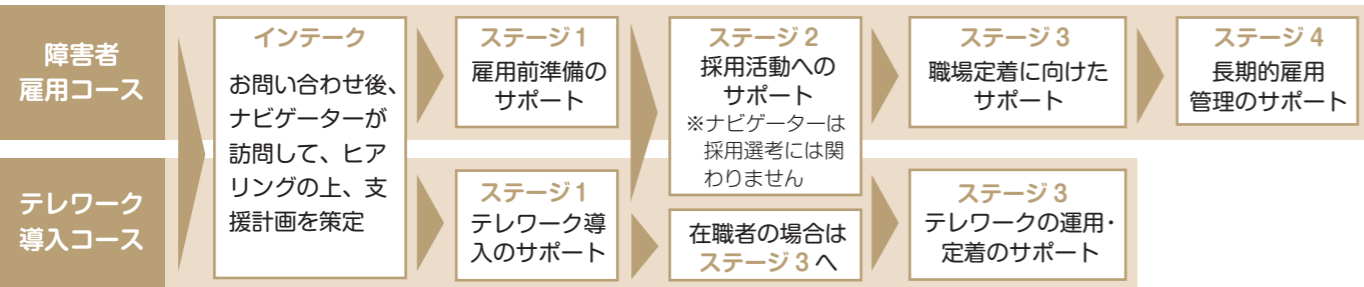 障害者
雇用コース
インテーク
お問い合わせ後、
ナビゲーターが
訪問して、ヒア
リングの上、支
援計画を策定
ステージ1
雇用前準備の
サポート
ステージ2
採用活動への
サポート
※ナビゲーターは
採用選考には関
わりません
ステージ3
職場定着に向けた
サポート
ステージ4
長期的雇用
管理のサポート
テレワーク
導入コース
ステージ1
テレワーク導
入のサポート
在職者の場合は
ステージ3へ
ステージ3
テレワークの運用・
定着のサポート